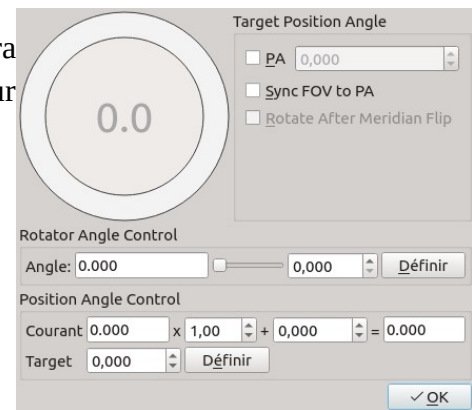 ra
ur
Target Position Angle
PA 0,000
Sync FOV to PA
Rotate After Meridian Flip
0.0
Rotator Angle Control
Angle: 0.000 0,000 Définir
Position Angle Control
Courant 0.000 x 1,00 + 0,000 = 0.000
Target 0,000 Définir
OK